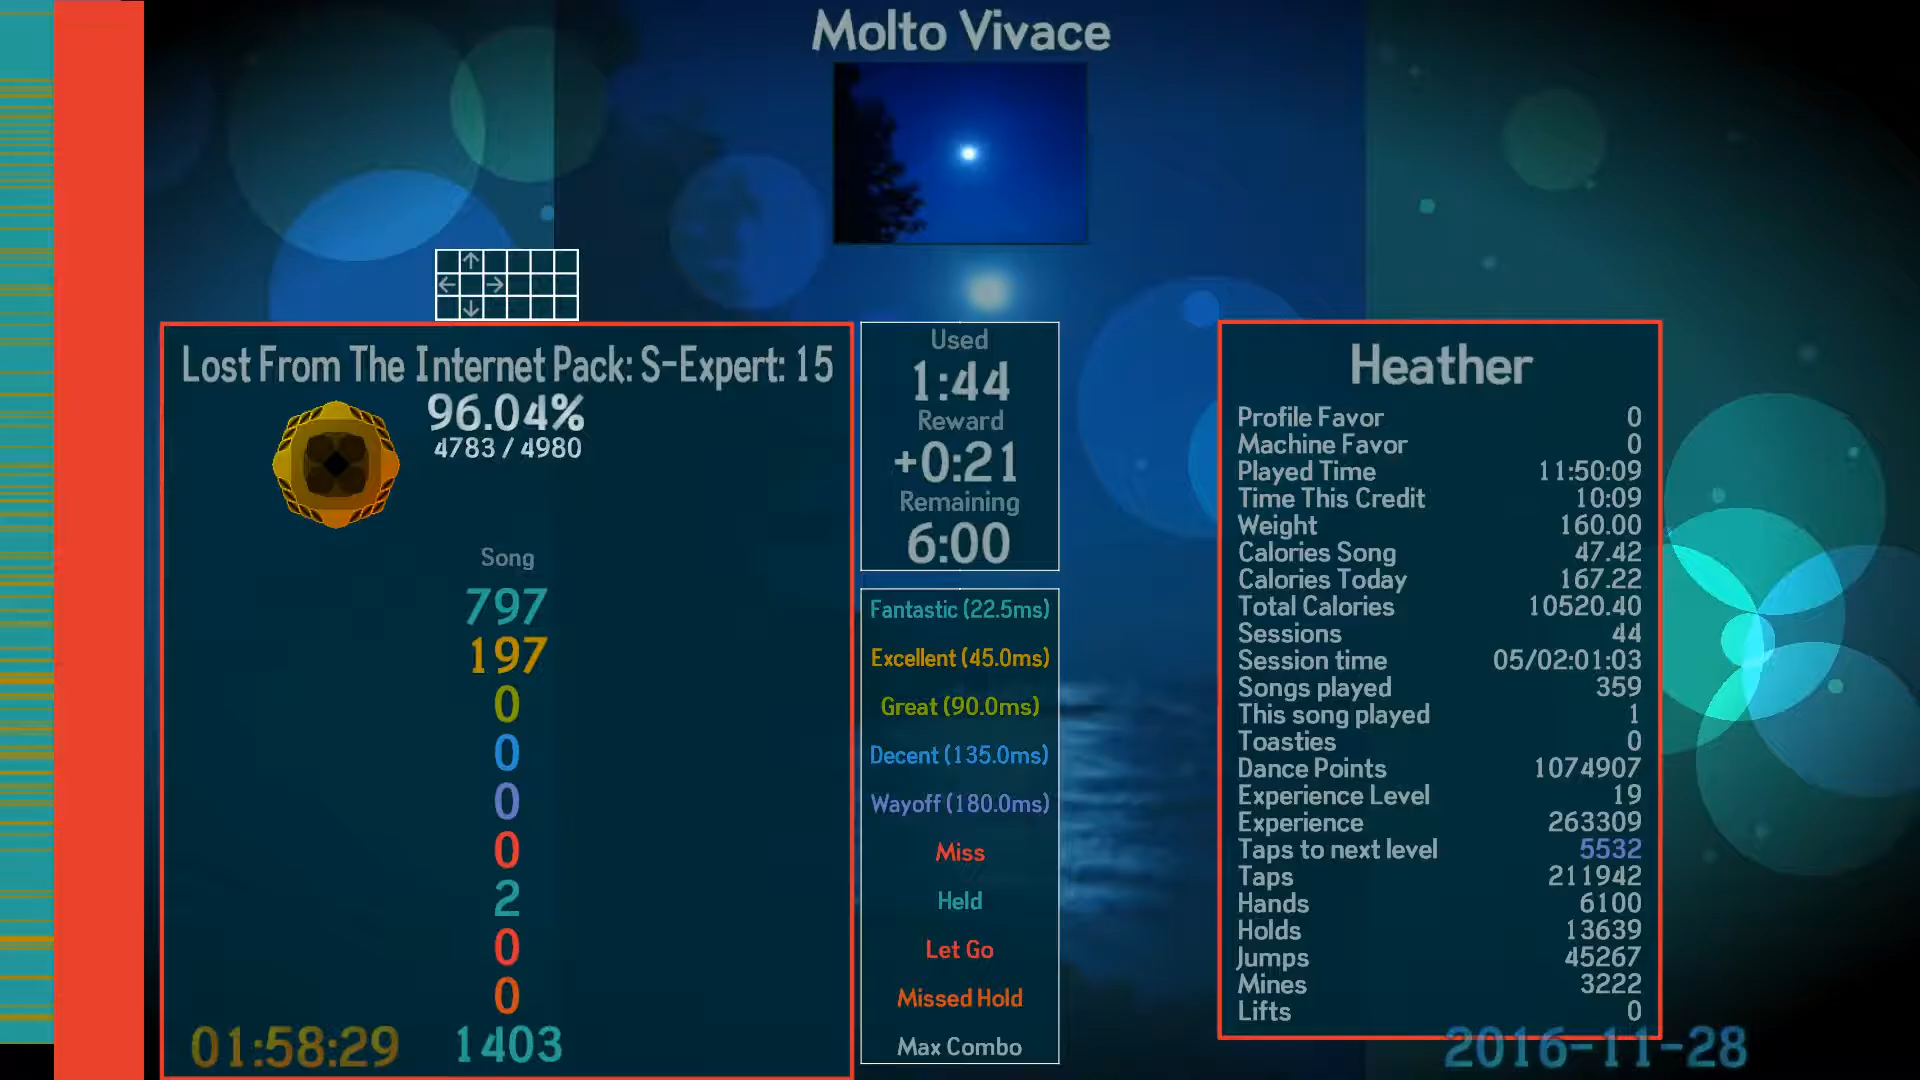 Molto Vivace
Lost From The Internet Pack: S-Expert: 15
96.04%
4783 / 4980
Song
797
197
0
0
0
0
2
0
0
1403
01:58:29
Used
1:44
Reward
+0:21
Remaining
6:00
Fantastic (22.5ms)
Excellent (45.0ms)
Great (90.0ms)
Decent (135.0ms)
Wayoff (180.0ms)
Miss
Held
Let Go
Missed Hold
Max Combo
Heather
Profile Favor 0
Machine Favor 0
Played Time 11:50:09
Time This Credit 10:09
Weight 160.00
Calories Song 47.42
Calories Today 167.22
Total Calories 10520.40
Sessions 44
Session time 05/02:01:03
Songs played 359
This song played 1
Toasties 0
Dance Points 1074907
Experience Level 19
Experience 263309
Taps to next level 5532
Taps 211942
Hands 6100
Holds 13639
Jumps 45267
Mines 3222
Lifts 0
2016-11-28